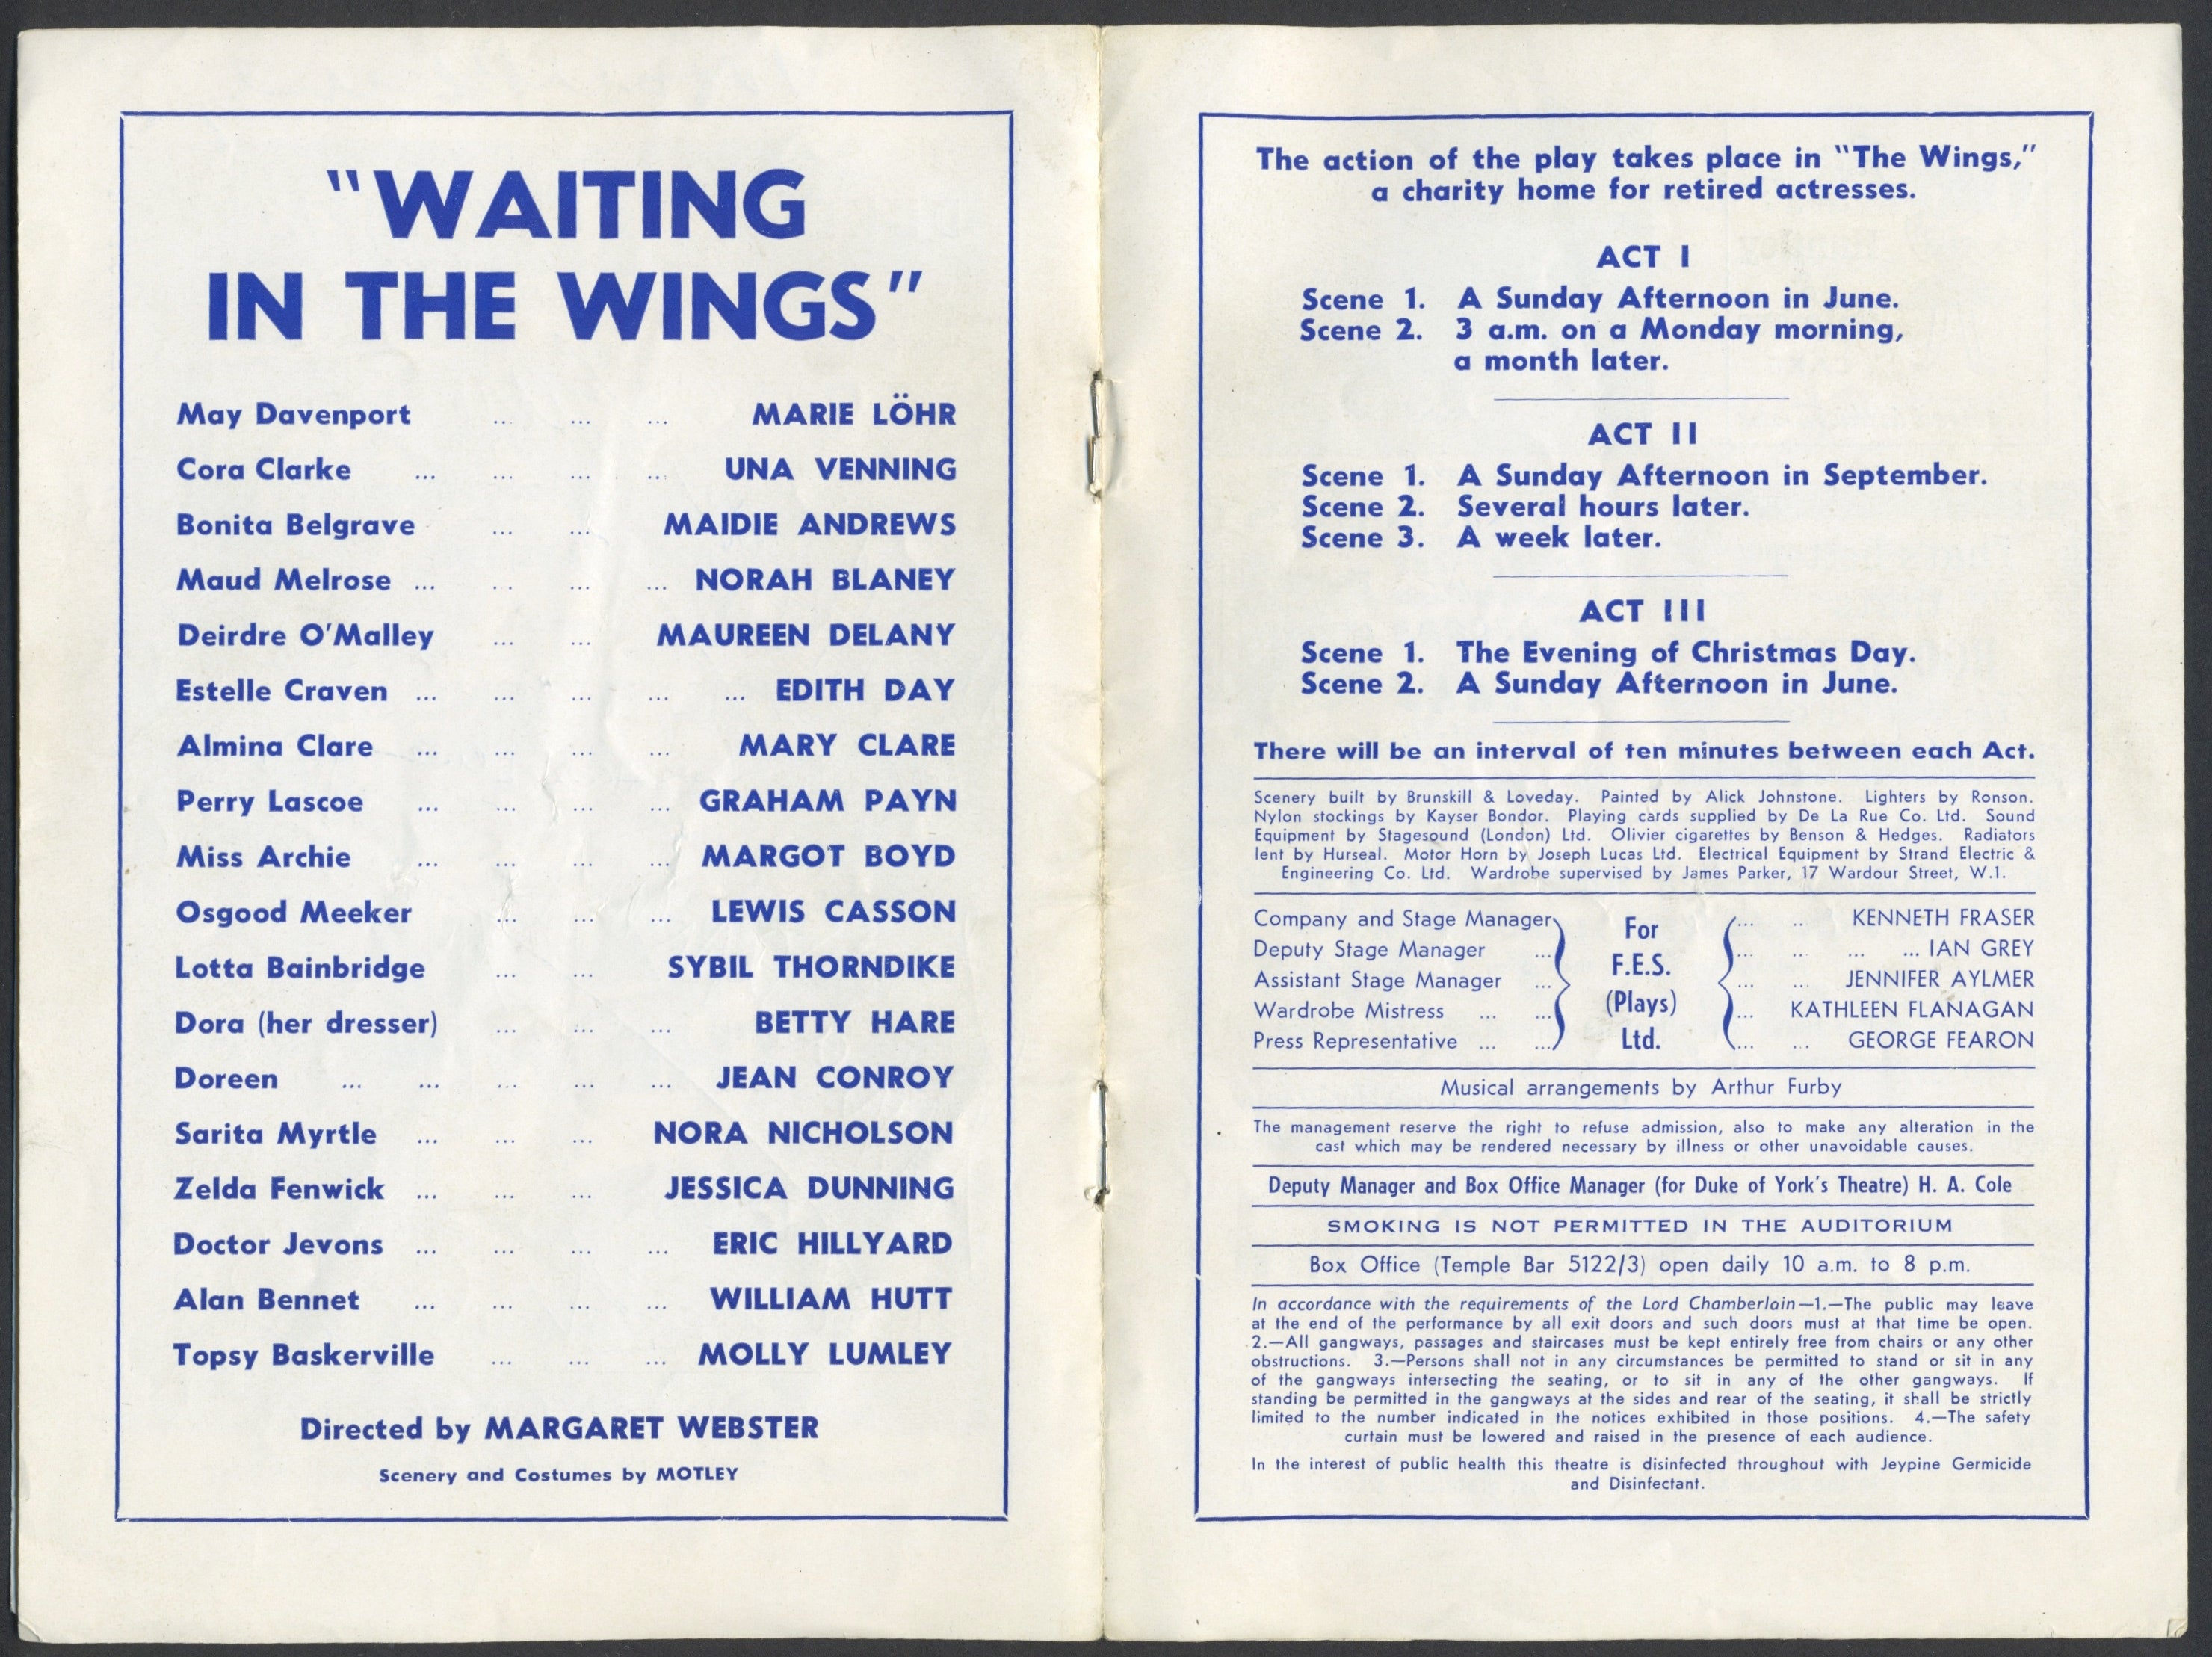 "WAITING
IN THE WINGS"
May Davenport ... ... ... MARIE LÖHR
Cora Clarke ... ... ... ... UNA VENNING
Bonita Belgrave ... ... MAIDIE ANDREWS
Maud Melrose ... ... ... ... NORAH BLANEY
Deirdre O'Malley ... ... MAUREEN DELANY
Estelle Craven ... ... ... ... ... EDITH DAY
Almina Clare ... ... ... ... MARY CLARE
Perry Lascoe ... ... ... ... GRAHAM PAYN
Miss Archie ... ... ... ... MARGOT BOYD
Osgood Meeker ... ... ... LEWIS CASSON
Lotta Bainbridge ... ... SYBIL THORNDIKE
Dora (her dresser) ... ... ... BETTY HARE
Doreen ... ... ... ... ... JEAN CONROY
Sarita Myrtle ... ... ... NORA NICHOLSON
Zelda Fenwick ... ... ... JESSICA DUNNING
Doctor Jevons ... ... ... ... ERIC HILLYARD
Alan Bennet ... ... ... ... WILLIAM HUTT
Topsy Baskerville ... ... ... MOLLY LUMLEY
Directed by MARGARET WEBSTER
Scenery and Costumes by MOTLEY
The action of the play takes place in "The Wings,"
a charity home for retired actresses.
ACT I
Scene 1. A Sunday Afternoon in June.
Scene 2. 3 a.m. on a Monday morning,
a month later.
ACT II
Scene 1. A Sunday Afternoon in September.
Scene 2. Several hours later.
Scene 3. A week later.
ACT III
Scene 1. The Evening of Christmas Day.
Scene 2. A Sunday Afternoon in June.
There will be an interval of ten minutes between each Act.
Scenery built by Brunskill & Loveday. Painted by Alick Johnstone. Lighters by Ronson.
Nylon stockings by Kayser Bondor. Playing cards supplied by De La Rue Co. Ltd. Sound
Equipment by Stagesound (London) Ltd. Olivier cigarettes by Benson & Hedges. Radiators
lent by Hurseal. Motor Horn by Joseph Lucas Ltd. Electrical Equipment by Strand Electric &
Engineering Co. Ltd. Wardrobe supervised by James Parker, 17 Wardour Street, W.1.
Company and Stage Manager ... .. KENNETH FRASER
Deputy Stage Manager ... ... ... ... ... IAN GREY
Assistant Stage Manager ... ... ... JENNIFER AYLMER
Wardrobe Mistress ... ... ... KATHLEEN FLANAGAN
Press Representative ... ... ... ... GEORGE FEARON
For
F.E.S.
(Plays)
Ltd.
Musical arrangements by Arthur Furby
The management reserve the right to refuse admission, also to make any alteration in the
cast which may be rendered necessary by illness or other unavoidable causes.
Deputy Manager and Box Office Manager (for Duke of York's Theatre) H. A. Cole
SMOKING IS NOT PERMITTED IN THE AUDITORIUM
Box Office (Temple Bar 5122/3) open daily 10 a.m. to 8 p.m.
In accordance with the requirements of the Lord Chamberlain—1.—The public may leave
at the end of the performance by all exit doors and such doors must at that time be open.
2.—All gangways, passages and staircases must be kept entirely free from chairs or any other
obstructions. 3.—Persons shall not in any circumstances be permitted to stand or sit in any
of the gangways intersecting the seating, or to sit in any of the other gangways. If
standing be permitted in the gangways at the sides and rear of the seating, it shall be strictly
limited to the number indicated in the notices exhibited in those positions. 4.—The safety
curtain must be lowered and raised in the presence of each audience.
In the interest of public health this theatre is disinfected throughout with Jeypine Germicide
and Disinfectant.